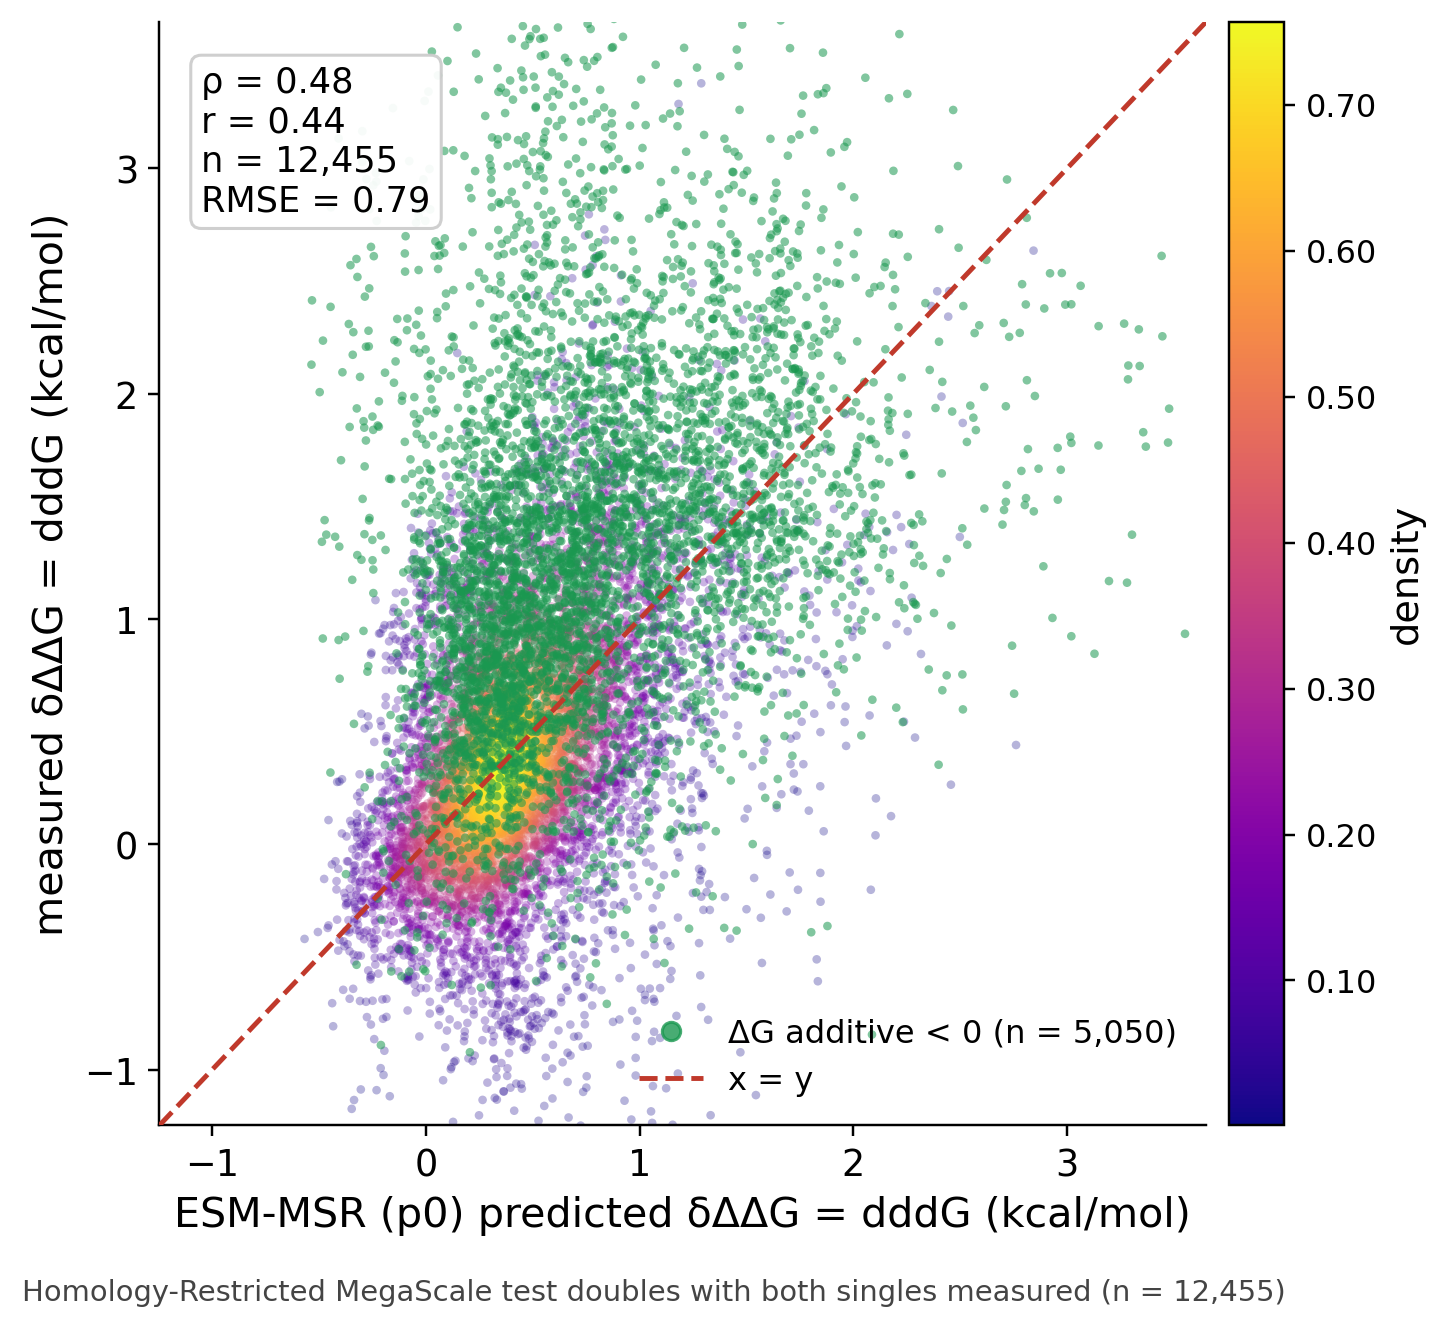 ρ = 0.48
r = 0.44
n = 12,455
RMSE = 0.79
measured δΔΔG = dddG (kcal/mol)
3
2
1
0
−1
−1
0
1
2
3
ESM-MSR (p0) predicted δΔΔG = dddG (kcal/mol)
ΔG additive < 0 (n = 5,050)
x = y
0.70
0.60
0.50
0.40
0.30
0.20
0.10
density
Homology-Restricted MegaScale test doubles with both singles measured (n = 12,455)